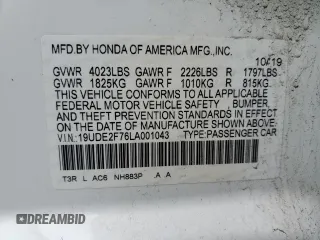 MFD.BY HONDA OF AMERICA MFG.,INC. 10/19
GVWR 4023LBS GAWR F 2226LBS R 1797LBS
GVWR 1825KG GAWR F 1010KG R 815KG
THIS VEHICLE CONFORMS TO ALL APPLICABLE
FEDERAL MOTOR VEHICLE SAFETY, BUMPER,
AND THEFT PREVENTION STANDARDS IN EFFECT
ON THE DATE OF MANUFACTURE SHOWN ABOVE.
V.I.N:19UDE2F76LA001043 TYPE:PASSENGER CAR
T3R L AC6 NH883P A A
EPARDBID